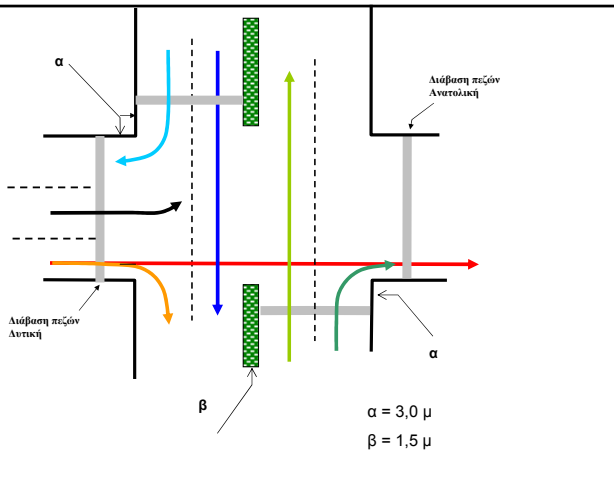 α
Διάβαση πεζών
Ανατολική
Διάβαση πεζών
Δυτική
α
β
α = 3,0 μ
β = 1,5 μ